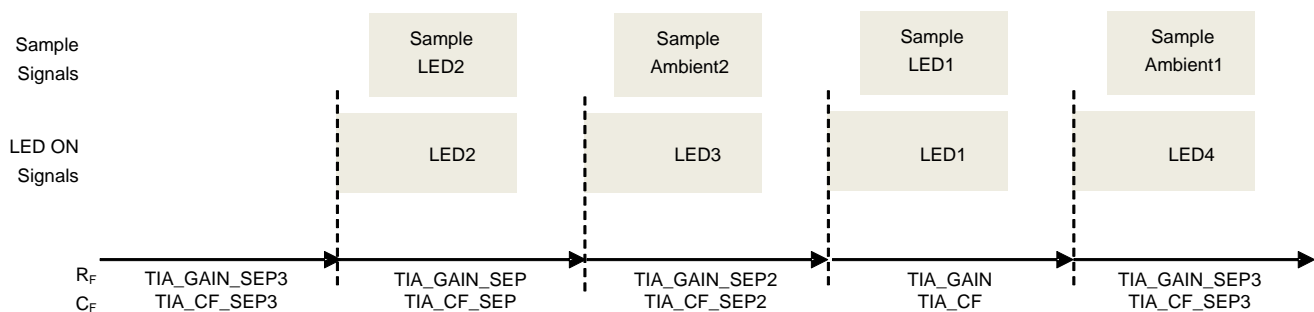 Sample
Signals
Sample
LED2
Sample
Ambient2
Sample
LED1
Sample
Ambient1
LED ON
Signals
LED2
LED3
LED1
LED4
RF
CF
TIA_GAIN_SEP3
TIA_CF_SEP3
TIA_GAIN_SEP
TIA_CF_SEP
TIA_GAIN_SEP2
TIA_CF_SEP2
TIA_GAIN
TIA_CF
TIA_GAIN_SEP3
TIA_CF_SEP3